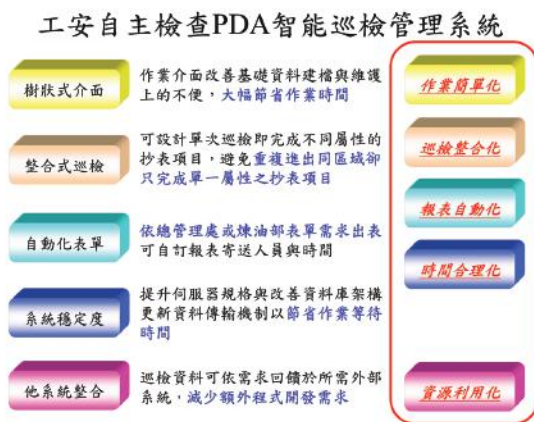 工安自主檢查PDA智能巡檢管理系統
樹狀式介面
作業介面改善基礎資料建檔與維護
上的不便，大幅節省作業時間
作業簡單化
整合式巡檢
可設計單次巡檢即完成不同屬性的
抄表項目，避免重複進出同區域卻
只完成單一屬性之抄表項目
巡檢整合化
自動化表單
依總管理處或煉油部表單需求出表
可自訂報表寄送人員與時間
報表自動化
系統穩定度
提升伺服器規格與改善資料庫架構
更新資料傳輸機制以節省作業等待
時間
時間合理化
他系統整合
巡檢資料可依需求回饋於所需外部
系統，減少額外程式開發需求
資源利用化